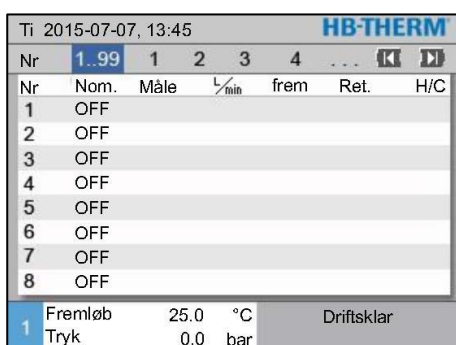 Ti 2015-07-07, 13:45 HB-THERM
Nr 1..99 1 2 3 4 ...
Nr Nom. Måle L/min frem Ret. H/C
1 OFF
2 OFF
3 OFF
4 OFF
5 OFF
6 OFF
7 OFF
8 OFF
1 Fremløb 25.0 °C Driftsklar
Tryk 0.0 bar